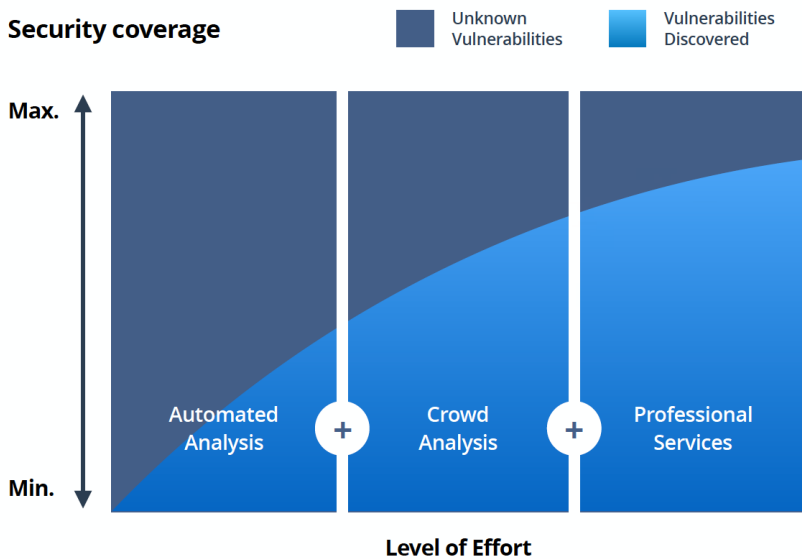 Security coverage
Unknown
Vulnerabilities
Vulnerabilities
Discovered
Max.
Automated
Analysis
+
Crowd
Analysis
+
Professional
Services
Min.
Level of Effort